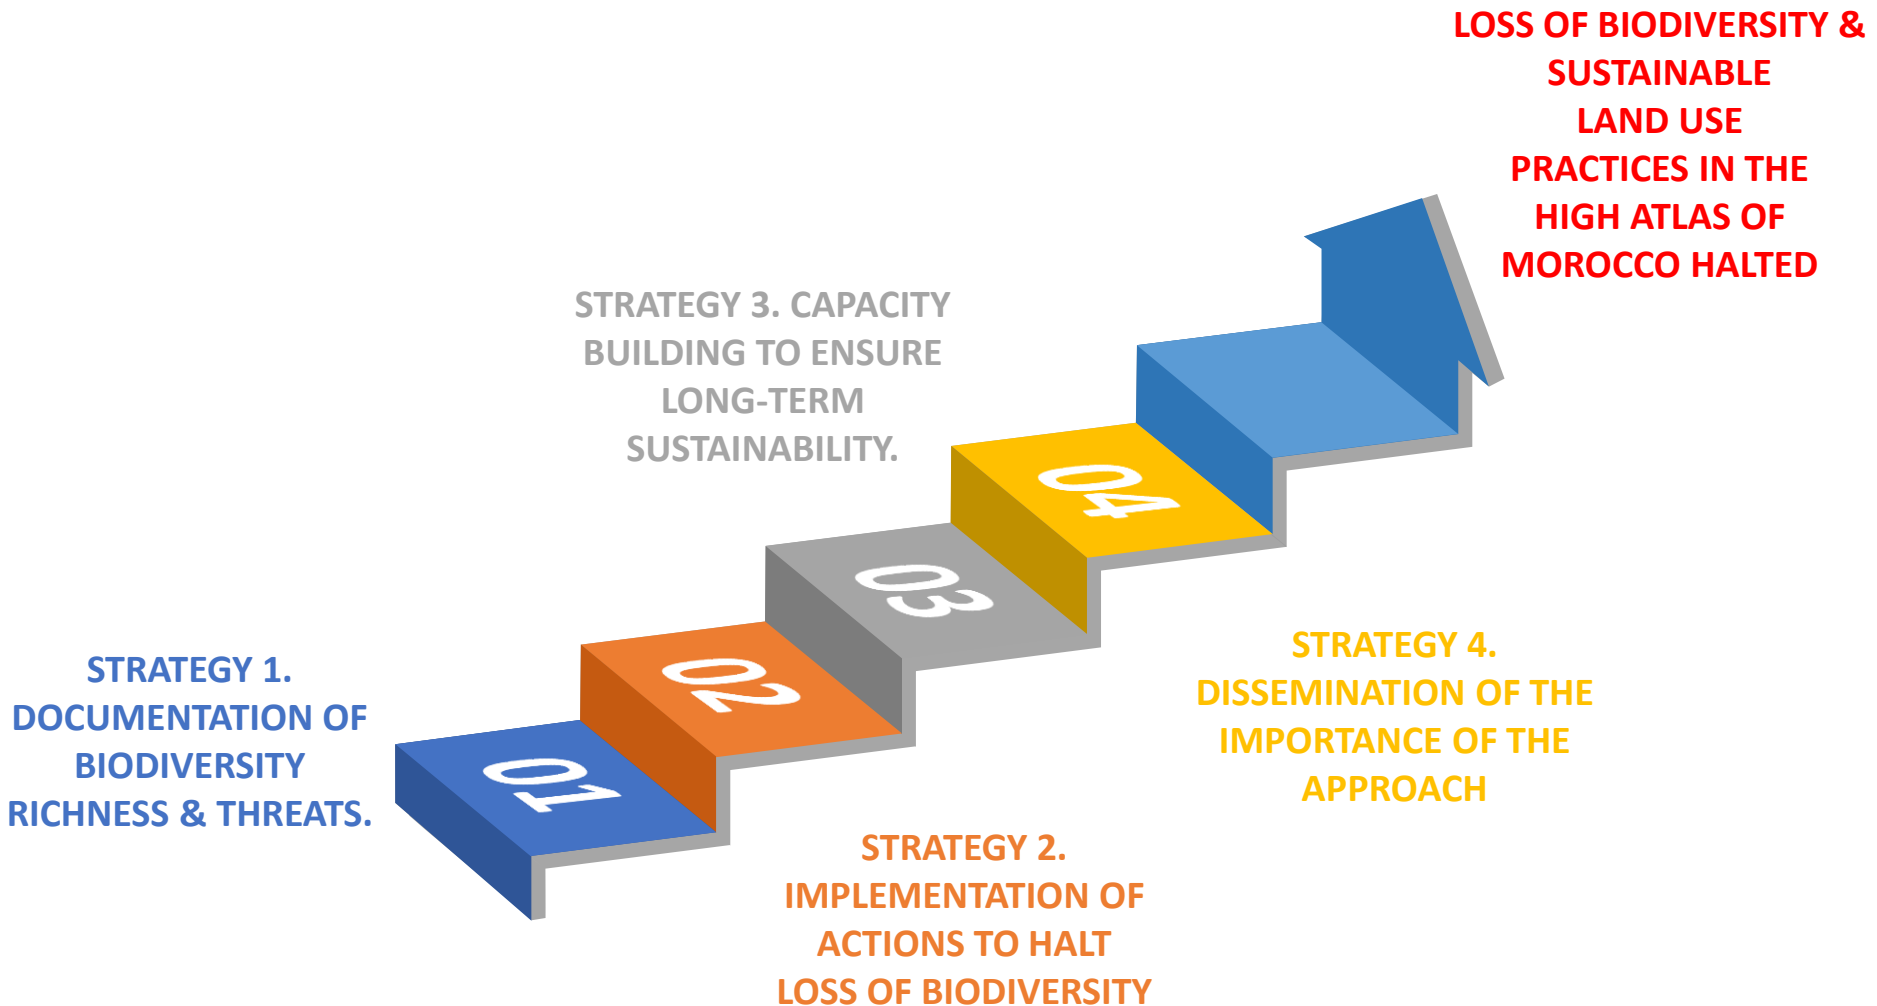 LOSS OF BIODIVERSITY &
SUSTAINABLE
LAND USE
PRACTICES IN THE
HIGH ATLAS OF
MOROCCO HALTED
STRATEGY 3. CAPACITY
BUILDING TO ENSURE
LONG-TERM
SUSTAINABILITY.
04
03
02
01
STRATEGY 1.
DOCUMENTATION OF
BIODIVERSITY
RICHNESS & THREATS.
STRATEGY 4.
DISSEMINATION OF THE
IMPORTANCE OF THE
APPROACH
STRATEGY 2.
IMPLEMENTATION OF
ACTIONS TO HALT
LOSS OF BIODIVERSITY